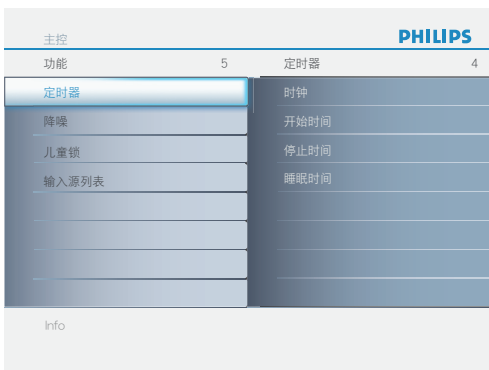 主控 PHILIPS
功能 5 定时器 4
定时器 时钟
降噪 开始时间
儿童锁 停止时间
输入源列表 睡眠时间
Info